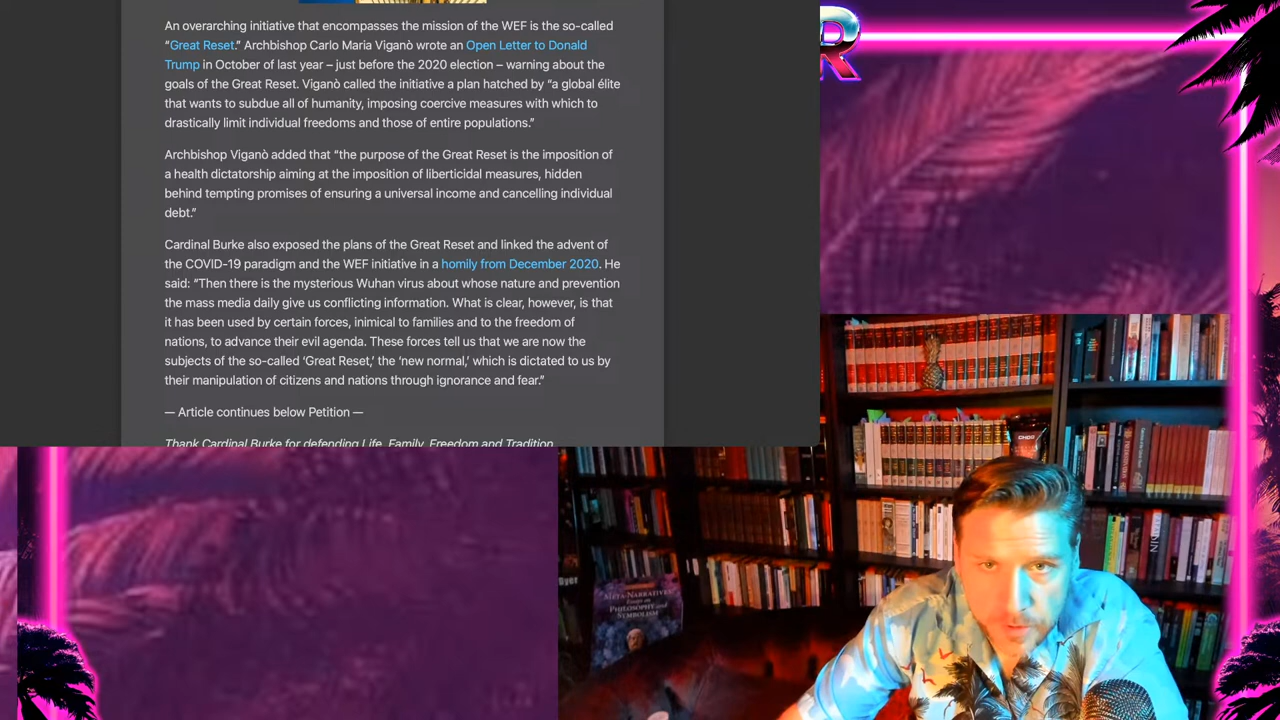 An overarching initiative that encompasses the mission of the WEF is the so-called
“Great Reset.” Archbishop Carlo Maria Viganò wrote an Open Letter to Donald
Trump in October of last year – just before the 2020 election – warning about the
goals of the Great Reset. Viganò called the initiative a plan hatched by “a global élite
that wants to subdue all of humanity, imposing coercive measures with which to
drastically limit individual freedoms and those of entire populations.”
Archbishop Viganò added that “the purpose of the Great Reset is the imposition of
a health dictatorship aiming at the imposition of liberticidal measures, hidden
behind tempting promises of ensuring a universal income and cancelling individual
debt.”
Cardinal Burke also exposed the plans of the Great Reset and linked the advent of
the COVID-19 paradigm and the WEF initiative in a homily from December 2020. He
said: “Then there is the mysterious Wuhan virus about whose nature and prevention
the mass media daily give us conflicting information. What is clear, however, is that
it has been used by certain forces, inimical to families and to the freedom of
nations, to advance their evil agenda. These forces tell us that we are now the
subjects of the so-called ‘Great Reset,’ the ‘new normal,’ which is dictated to us by
their manipulation of citizens and nations through ignorance and fear.”
— Article continues below Petition —
Thank Cardinal Burke for defending Life, Family, Freedom and Tradition
R
Dyer
Meta-Narratives
Essays on
Philosophy and
Symbolism